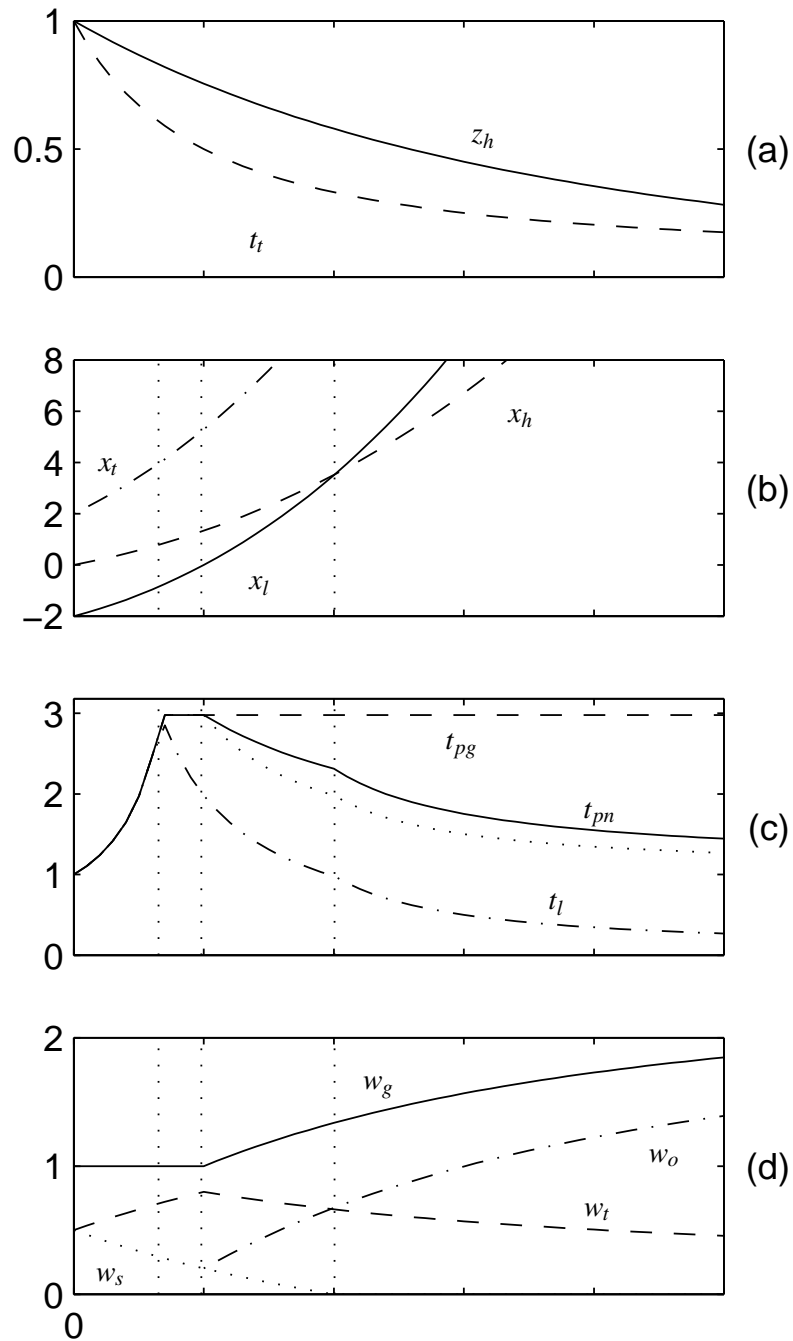 1
0.5
0
z_h
t_t
(a)
8
6
4
2
0
−2
x_t
x_h
x_l
(b)
3
2
1
0
t_pg
t_pn
t_l
(c)
2
1
0
w_g
w_o
w_t
w_s
(d)
0